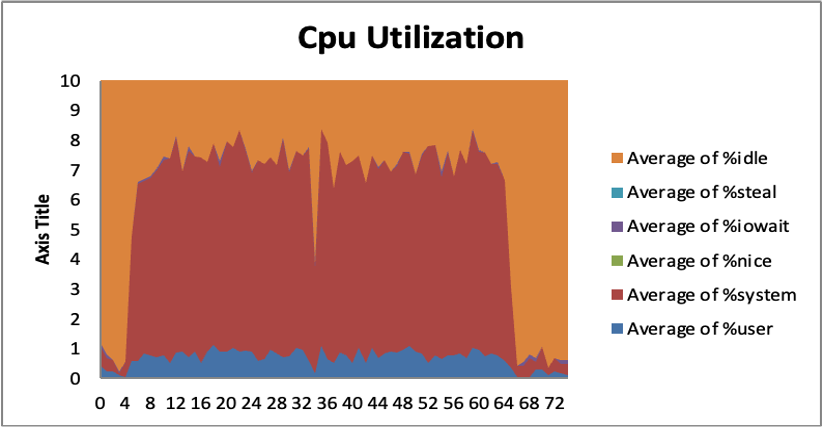 Cpu Utilization
10
9
8
7
6
5
4
3
2
1
0
Axis Title
0 4 8 12 16 20 24 28 32 36 40 44 48 52 56 60 64 68 72
Average of %idle
Average of %steal
Average of %iowait
Average of %nice
Average of %system
Average of %user